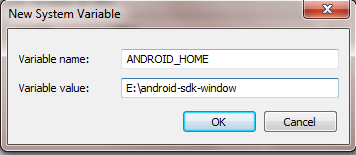 New System Variable
Variable name: ANDROID_HOME
Variable value: E:\android-sdk-window
OK Cancel